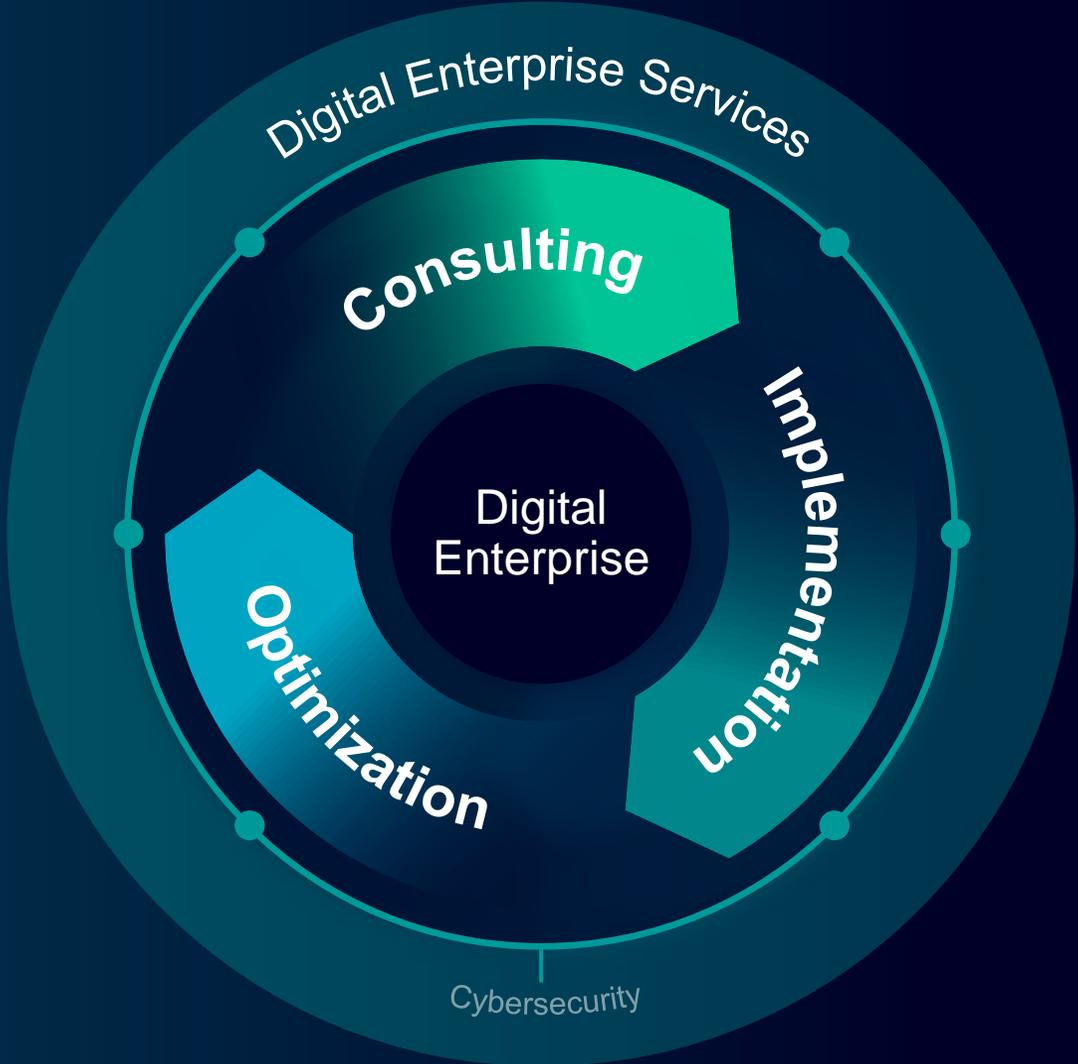 Digital Enterprise Services
Consulting
Implementation
Digital
Enterprise
Optimization
Cybersecurity